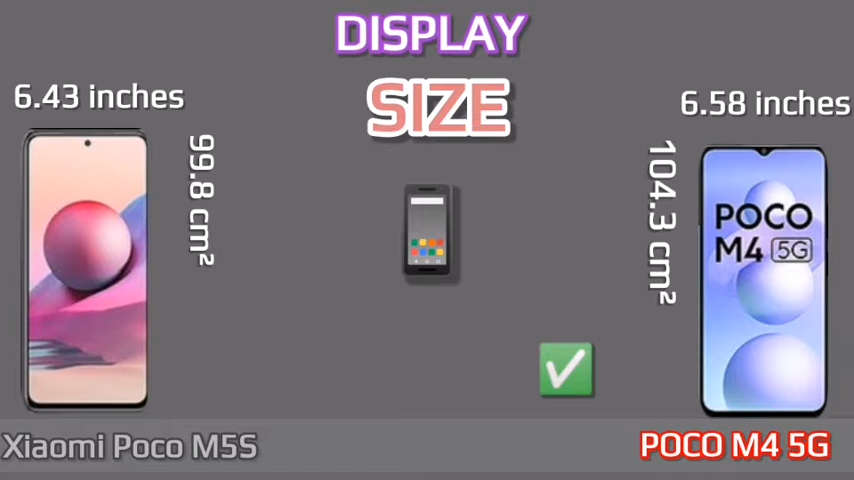 DISPLAY
SIZE
6.43 inches
99.8 cm²
6.58 inches
104.3 cm²
POCO
M4 5G
Xiaomi Poco M5S
POCO M4 5G